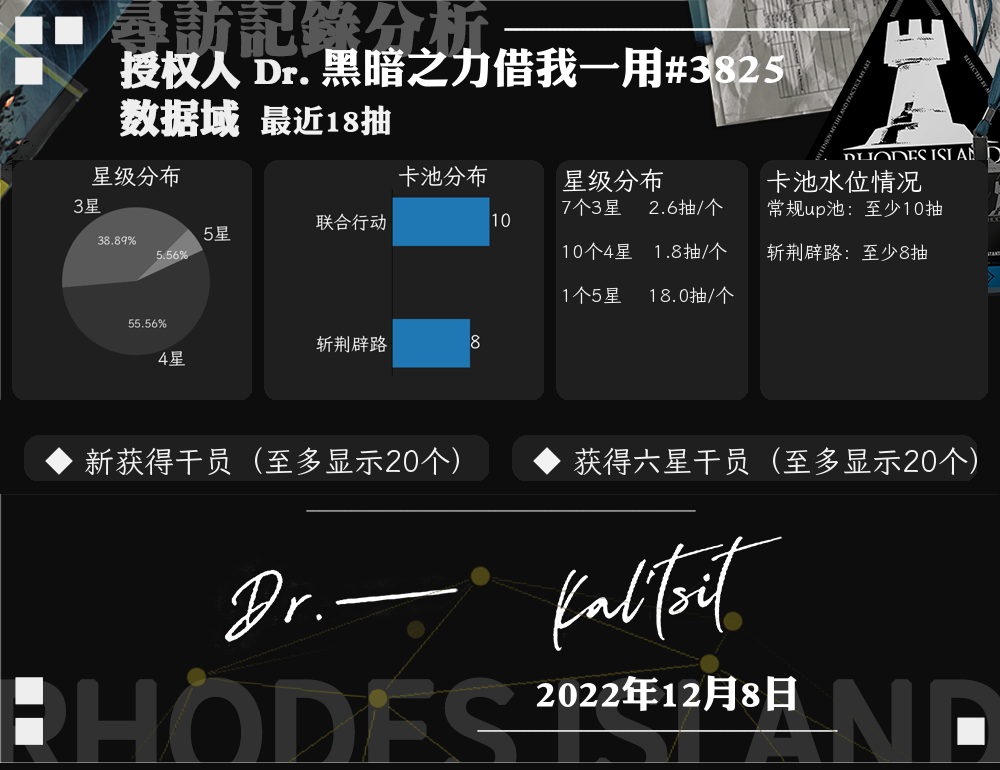 尋訪記錄分析
授权人 Dr. 黑暗之力借我一用#3825
数据域 最近18抽
RHODES ISLAND
星级分布
3星
38.89%
5星
5.56%
55.56%
4星
卡池分布
联合行动 10
斩荆辟路 8
星级分布
7个3星 2.6抽/个
10个4星 1.8抽/个
1个5星 18.0抽/个
卡池水位情况
常规up池：至少10抽
斩荆辟路：至少8抽
◆ 新获得干员（至多显示20个）
◆ 获得六星干员（至多显示20个）
Dr. —— Kal'tsit
2022年12月8日
RHODES ISLAND